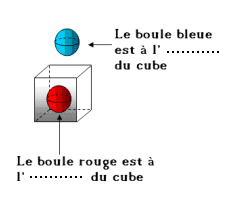 Le boule bleue
est à l' ············
du cube
Le boule rouge est à
l' ············ du cube